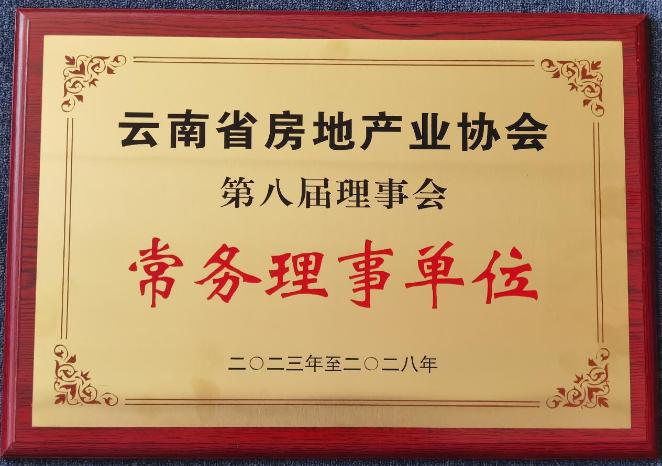 云南省房地产业协会
第八届理事会
常务理事单位
二〇二三年至二〇二八年